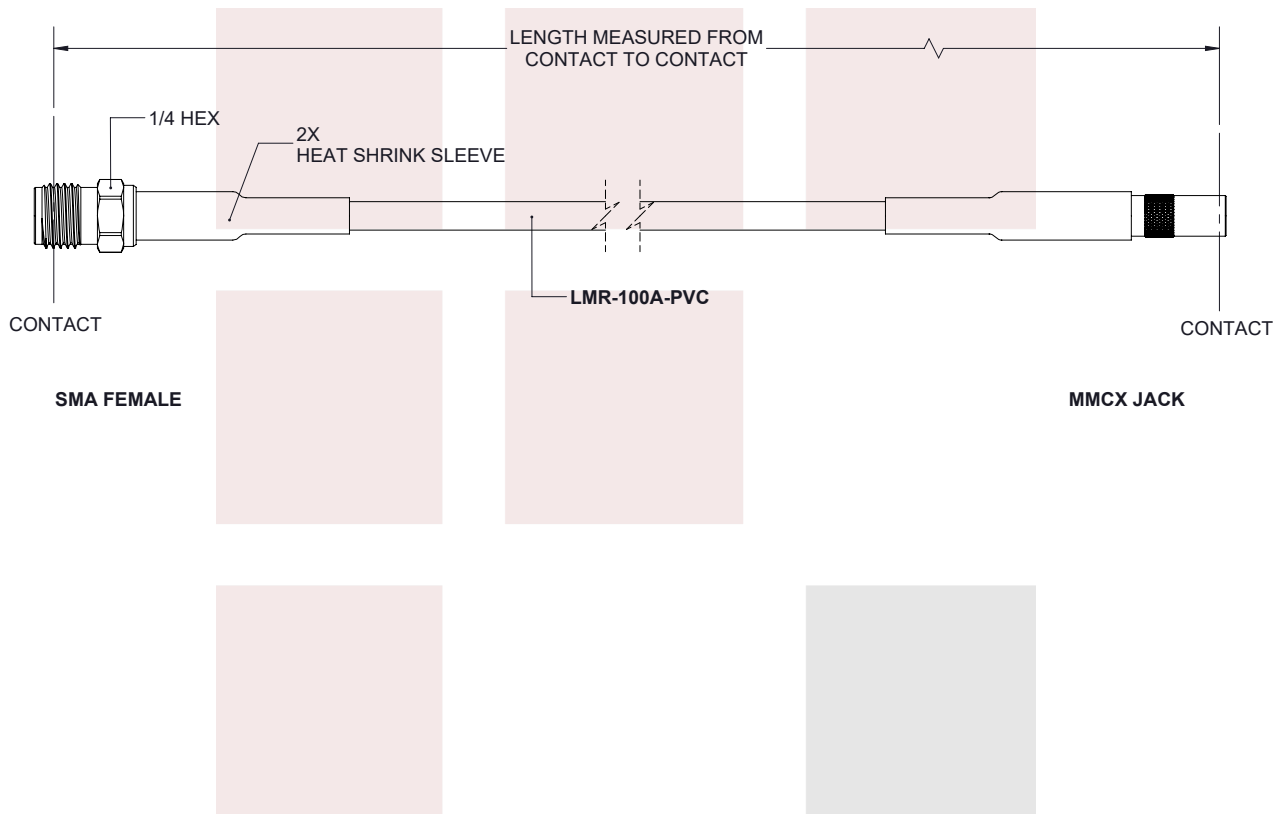 LENGTH MEASURED FROM
CONTACT TO CONTACT
1/4 HEX
2X
HEAT SHRINK SLEEVE
LMR-100A-PVC
CONTACT
CONTACT
SMA FEMALE
MMCX JACK